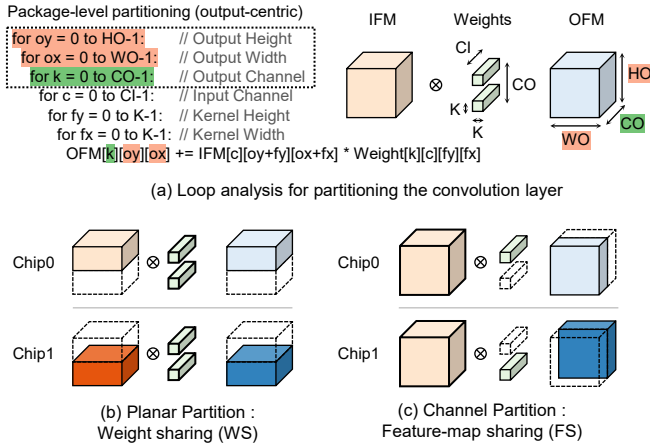 Package-level partitioning (output-centric)
for oy = 0 to HO-1: // Output Height
for ox = 0 to WO-1: // Output Width
for k = 0 to CO-1: // Output Channel
for c = 0 to CI-1: // Input Channel
for fy = 0 to K-1: // Kernel Height
for fx = 0 to K-1: // Kernel Width
OFM[k][oy][ox] += IFM[c][oy+fy][ox+fx] * Weight[k][c][fy][fx]
IFM Weights OFM
CI
CO
K
K
HO
CO
WO
(a) Loop analysis for partitioning the convolution layer
Chip0
Chip1
(b) Planar Partition :
Weight sharing (WS)
Chip0
Chip1
(c) Channel Partition :
Feature-map sharing (FS)